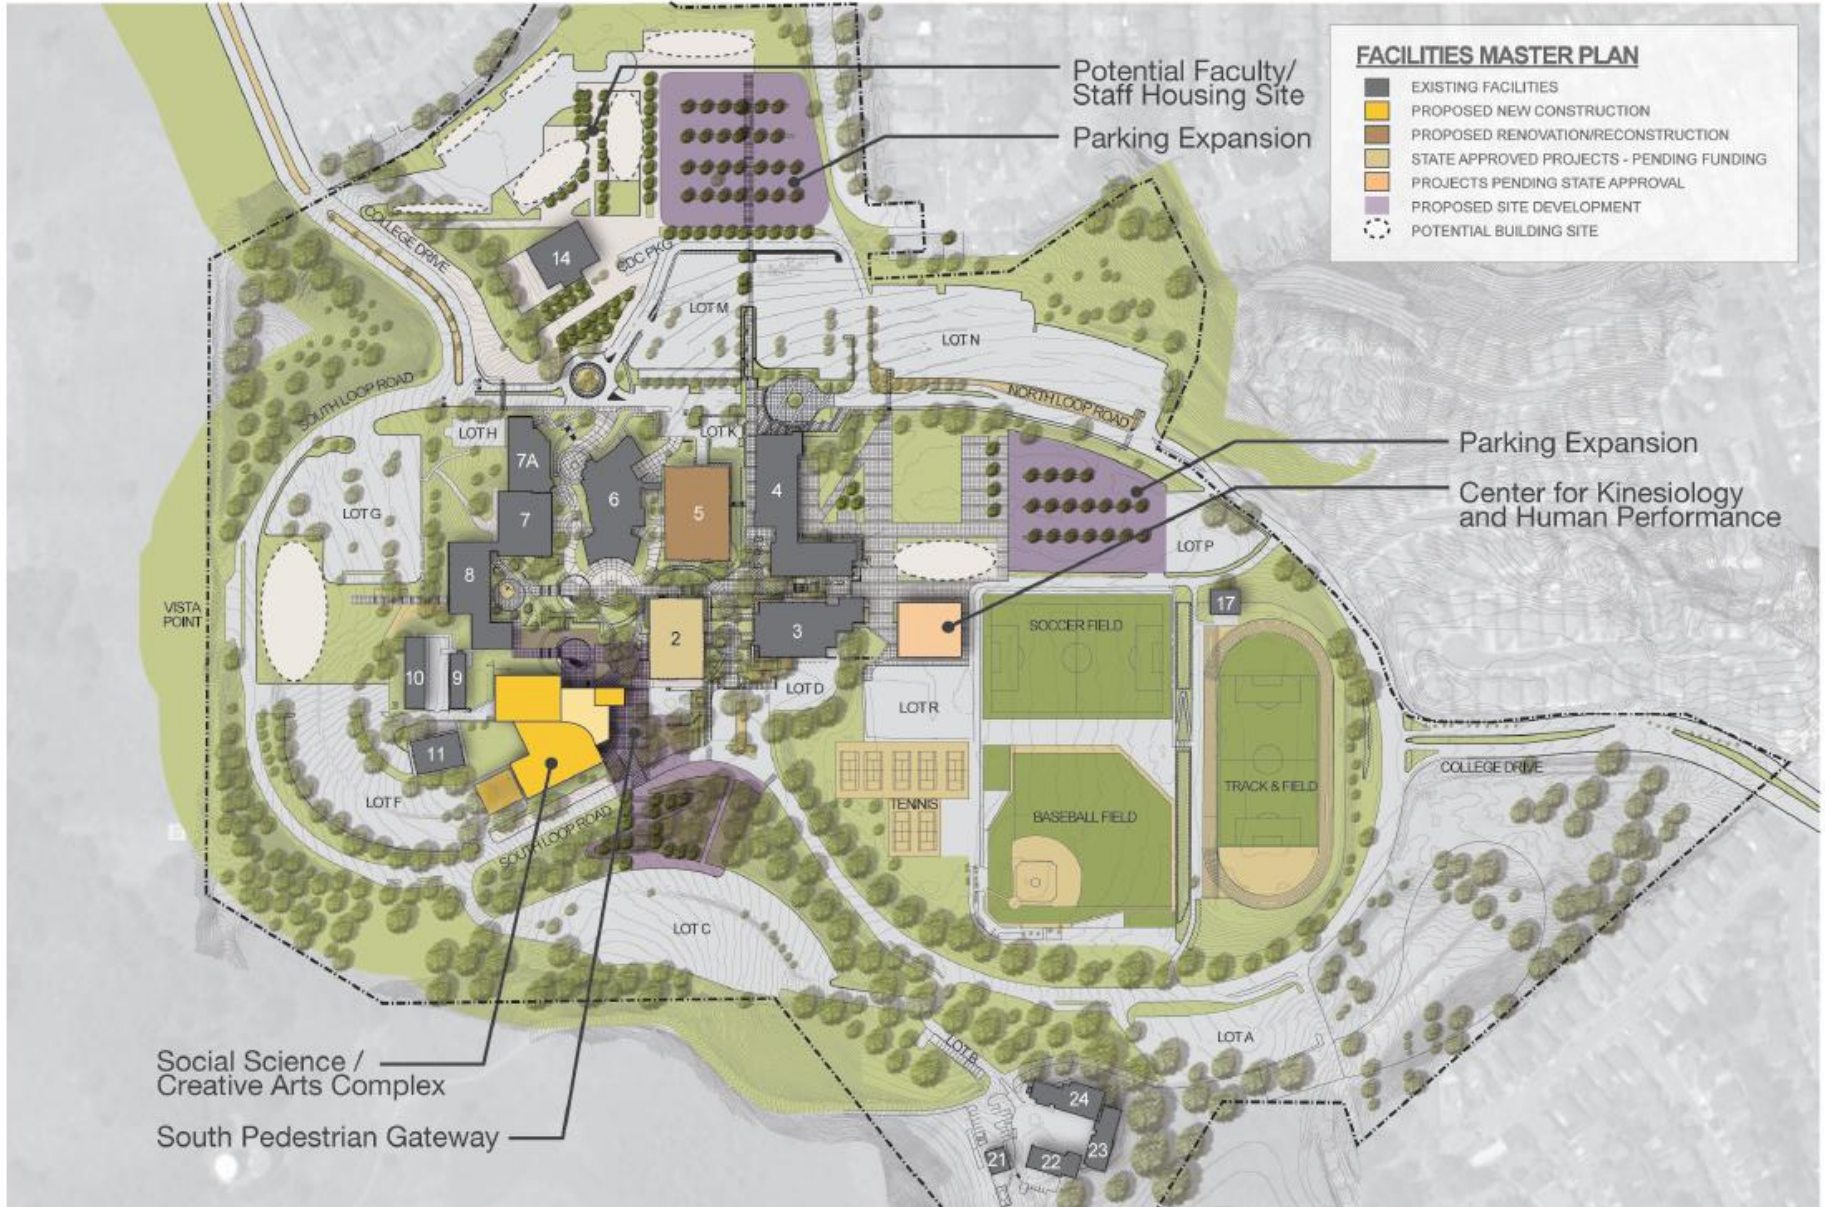 FACILITIES MASTER PLAN
EXISTING FACILITIES
PROPOSED NEW CONSTRUCTION
PROPOSED RENOVATION/RECONSTRUCTION
STATE APPROVED PROJECTS - PENDING FUNDING
PROJECTS PENDING STATE APPROVAL
PROPOSED SITE DEVELOPMENT
POTENTIAL BUILDING SITE
Potential Faculty/
Staff Housing Site
Parking Expansion
COLLEGE DRIVE
14
CDC PKG
LOT M
LOT N
SOUTH LOOP ROAD
NORTH LOOP ROAD
LOT H
LOT K
7A
6
4
5
7
LOT G
Parking Expansion
Center for Kinesiology
and Human Performance
LOT P
8
17
VISTA
POINT
2
3
SOCCER FIELD
10
9
LOT D
LOT R
11
LOT F
TENNIS
BASEBALL FIELD
TRACK & FIELD
COLLEGE DRIVE
SOUTH LOOP ROAD
LOT C
LOT A
LOT B
Social Science /
Creative Arts Complex
South Pedestrian Gateway
24
23
22
21